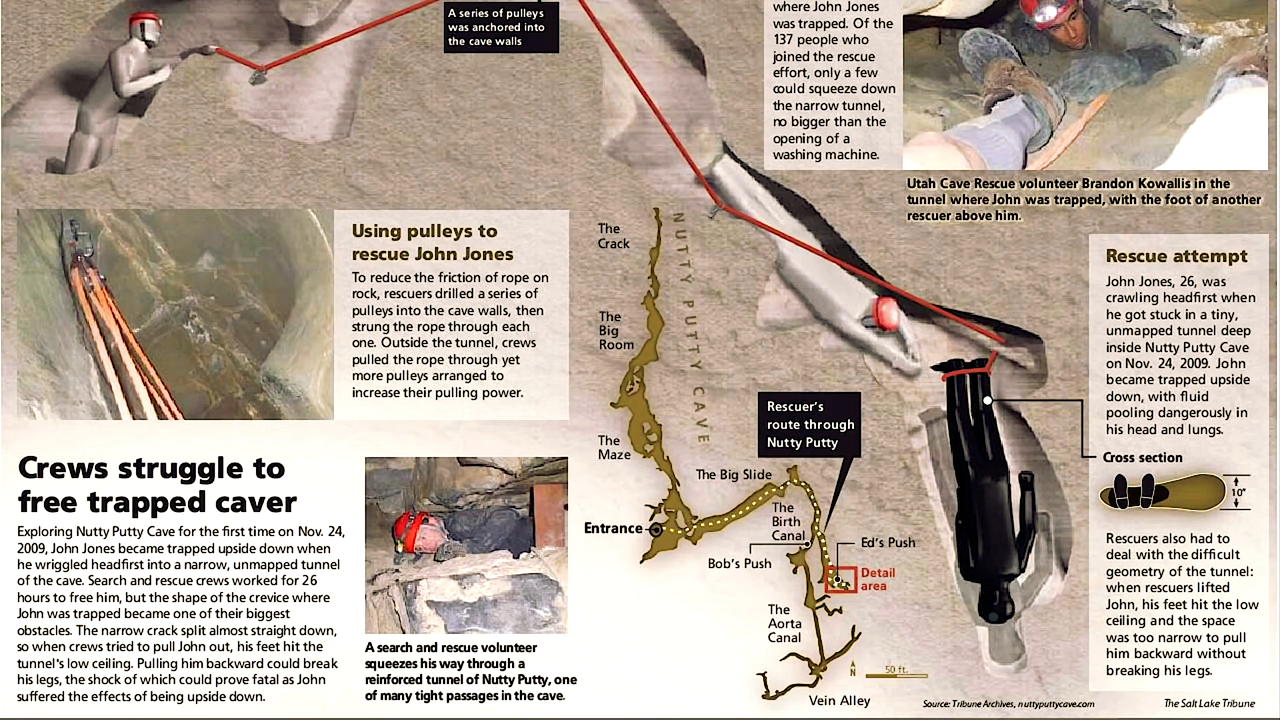 A series of pulleys
was anchored into
the cave walls
where John Jones
was trapped. Of the
137 people who
joined the rescue
effort, only a few
could squeeze down
the narrow tunnel,
no bigger than the
opening of a
washing machine.
Utah Cave Rescue volunteer Brandon Kowallis in the
tunnel where John was trapped, with the foot of another
rescuer above him.
Using pulleys to
rescue John Jones
To reduce the friction of rope on
rock, rescuers drilled a series of
pulleys into the cave walls, then
strung the rope through each
one. Outside the tunnel, crews
pulled the rope through yet
more pulleys arranged to
increase their pulling power.
Crews struggle to
free trapped caver
Exploring Nutty Putty Cave for the first time on Nov. 24,
2009, John Jones became trapped upside down when
he wriggled headfirst into a narrow, unmapped tunnel
of the cave. Search and rescue crews worked for 26
hours to free him, but the shape of the crevice where
John was trapped became one of their biggest
obstacles. The narrow crack split almost straight down,
so when crews tried to pull John out, his feet hit the
tunnel's low ceiling. Pulling him backward could break
his legs, the shock of which could prove fatal as John
suffered the effects of being upside down.
A search and rescue volunteer
squeezes his way through a
reinforced tunnel of Nutty Putty, one
of many tight passages in the cave.
NUTTY PUTTY CAVE
The
Crack
The
Big
Room
The
Maze
The Big Slide
Entrance
The
Birth
Canal
Bob's Push
Rescuer's
route through
Nutty Putty
Ed's Push
Detail
area
The
Aorta
Canal
Vein Alley
N
50 ft.
Rescue attempt
John Jones, 26, was
crawling headfirst when
he got stuck in a tiny,
unmapped tunnel deep
inside Nutty Putty Cave
on Nov. 24, 2009. John
became trapped upside
down, with fluid
pooling dangerously in
his head and lungs.
Cross section
10"
Rescuers also had to
deal with the difficult
geometry of the tunnel:
when rescuers lifted
John, his feet hit the low
ceiling and the space
was too narrow to pull
him backward without
breaking his legs.
Source: Tribune Archives, nuttyputtycave.com
The Salt Lake Tribune